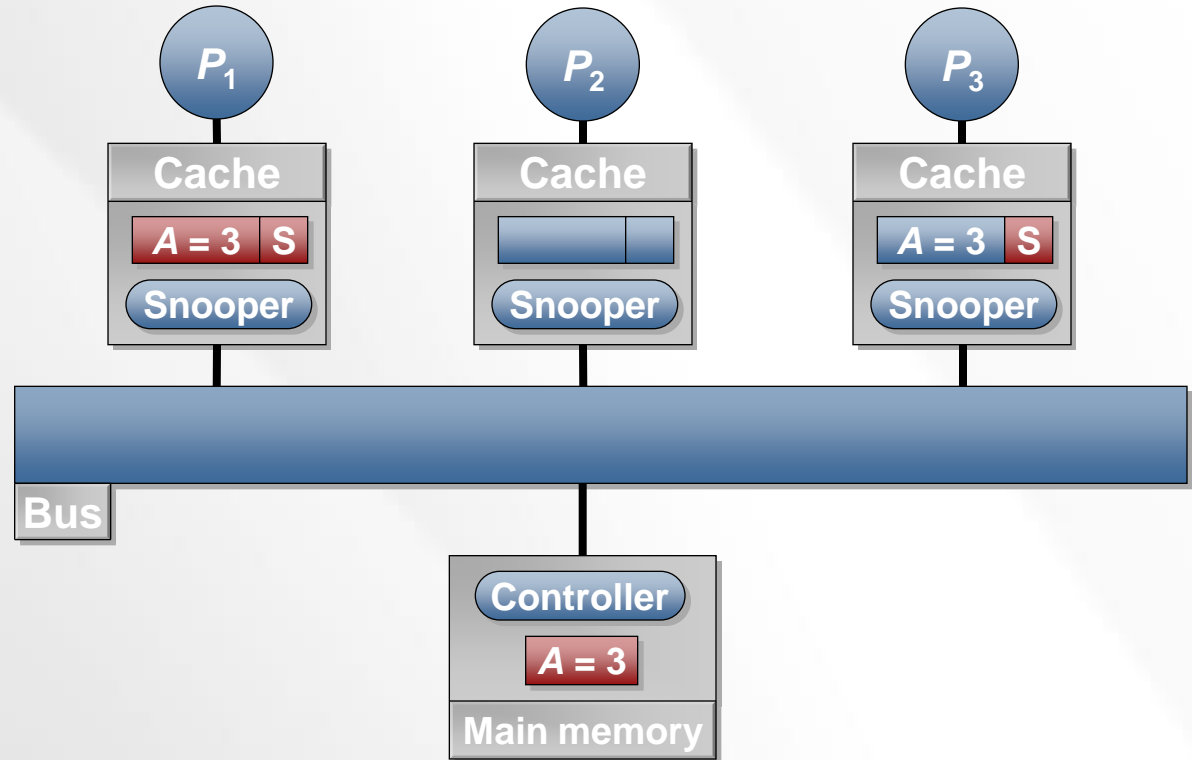 P1 P2 P3
Cache Cache Cache
A = 3 S A = 3 S
Snooper Snooper Snooper
Bus
Controller
A = 3
Main memory